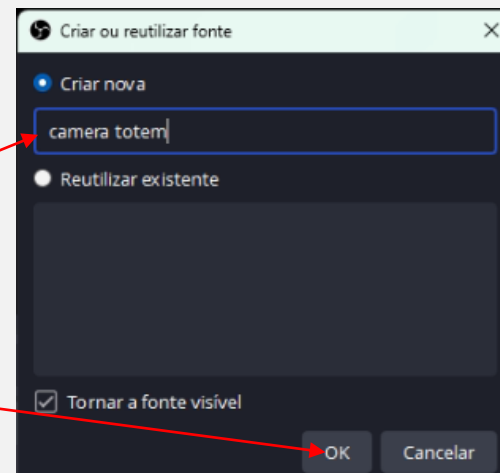 Criar ou reutilizar fonte
Criar nova
camera totem
Reutilizar existente
Tornar a fonte visível
OK Cancelar